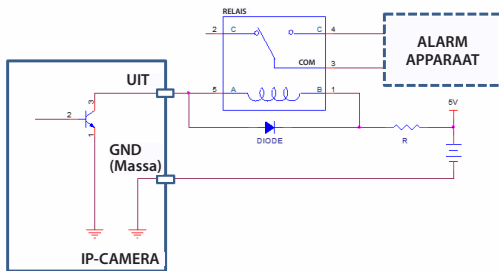 RELAIS
2 C C 4
COM 3
ALARM
APPARAAT
UIT
5 A B 1
3
2
1
DIODE
R
5V
GND
(Massa)
IP-CAMERA